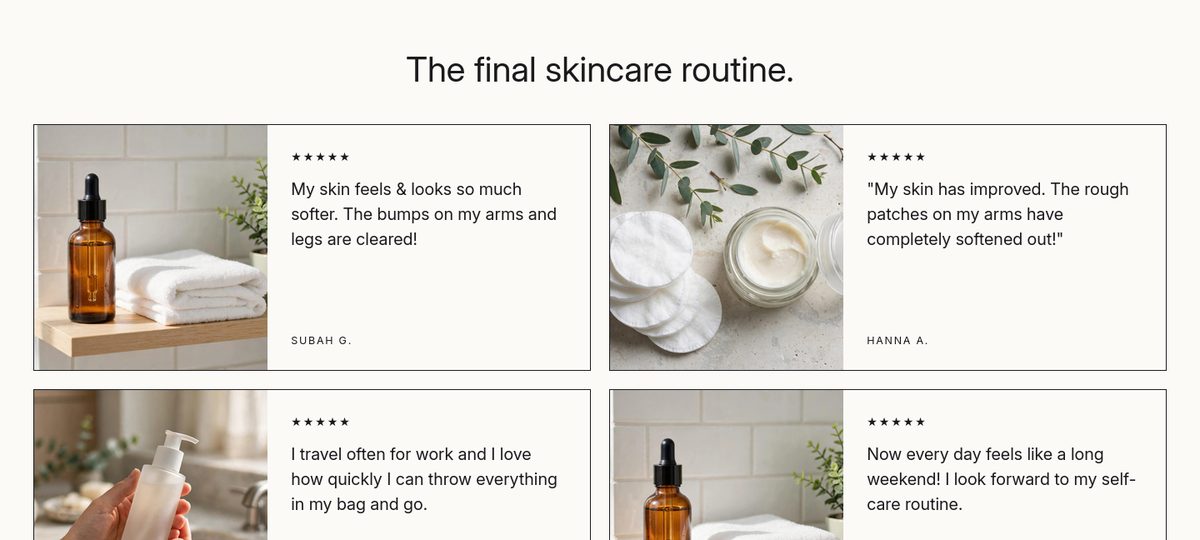 The final skincare routine.
★★★★★
My skin feels & looks so much
softer. The bumps on my arms and
legs are cleared!
SUBAH G.
★★★★★
"My skin has improved. The rough
patches on my arms have
completely softened out!"
HANNA A.
★★★★★
I travel often for work and I love
how quickly I can throw everything
in my bag and go.
★★★★★
Now every day feels like a long
weekend! I look forward to my self-
care routine.